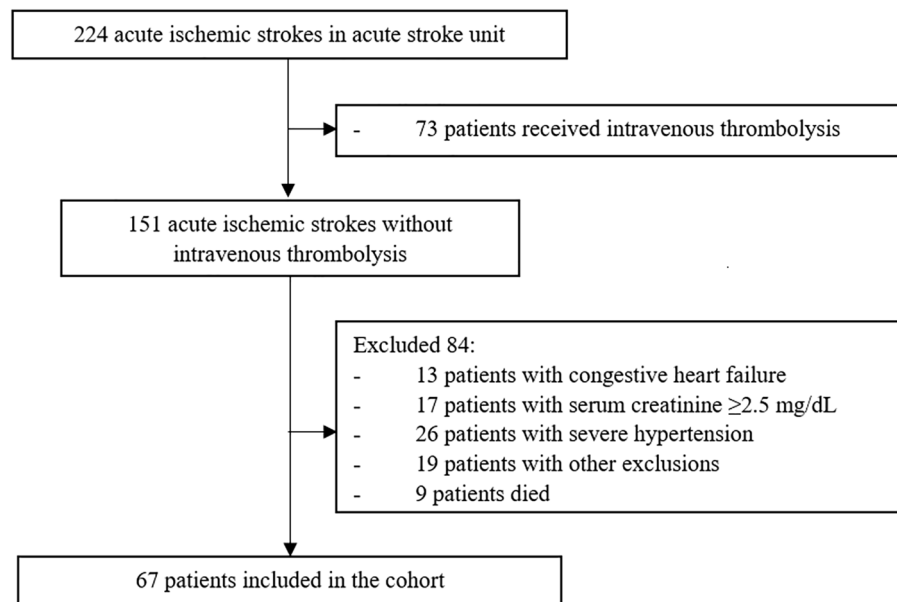 224 acute ischemic strokes in acute stroke unit
- 73 patients received intravenous thrombolysis
151 acute ischemic strokes without
intravenous thrombolysis
Excluded 84:
- 13 patients with congestive heart failure
- 17 patients with serum creatinine ≥2.5 mg/dL
- 26 patients with severe hypertension
- 19 patients with other exclusions
- 9 patients died
67 patients included in the cohort